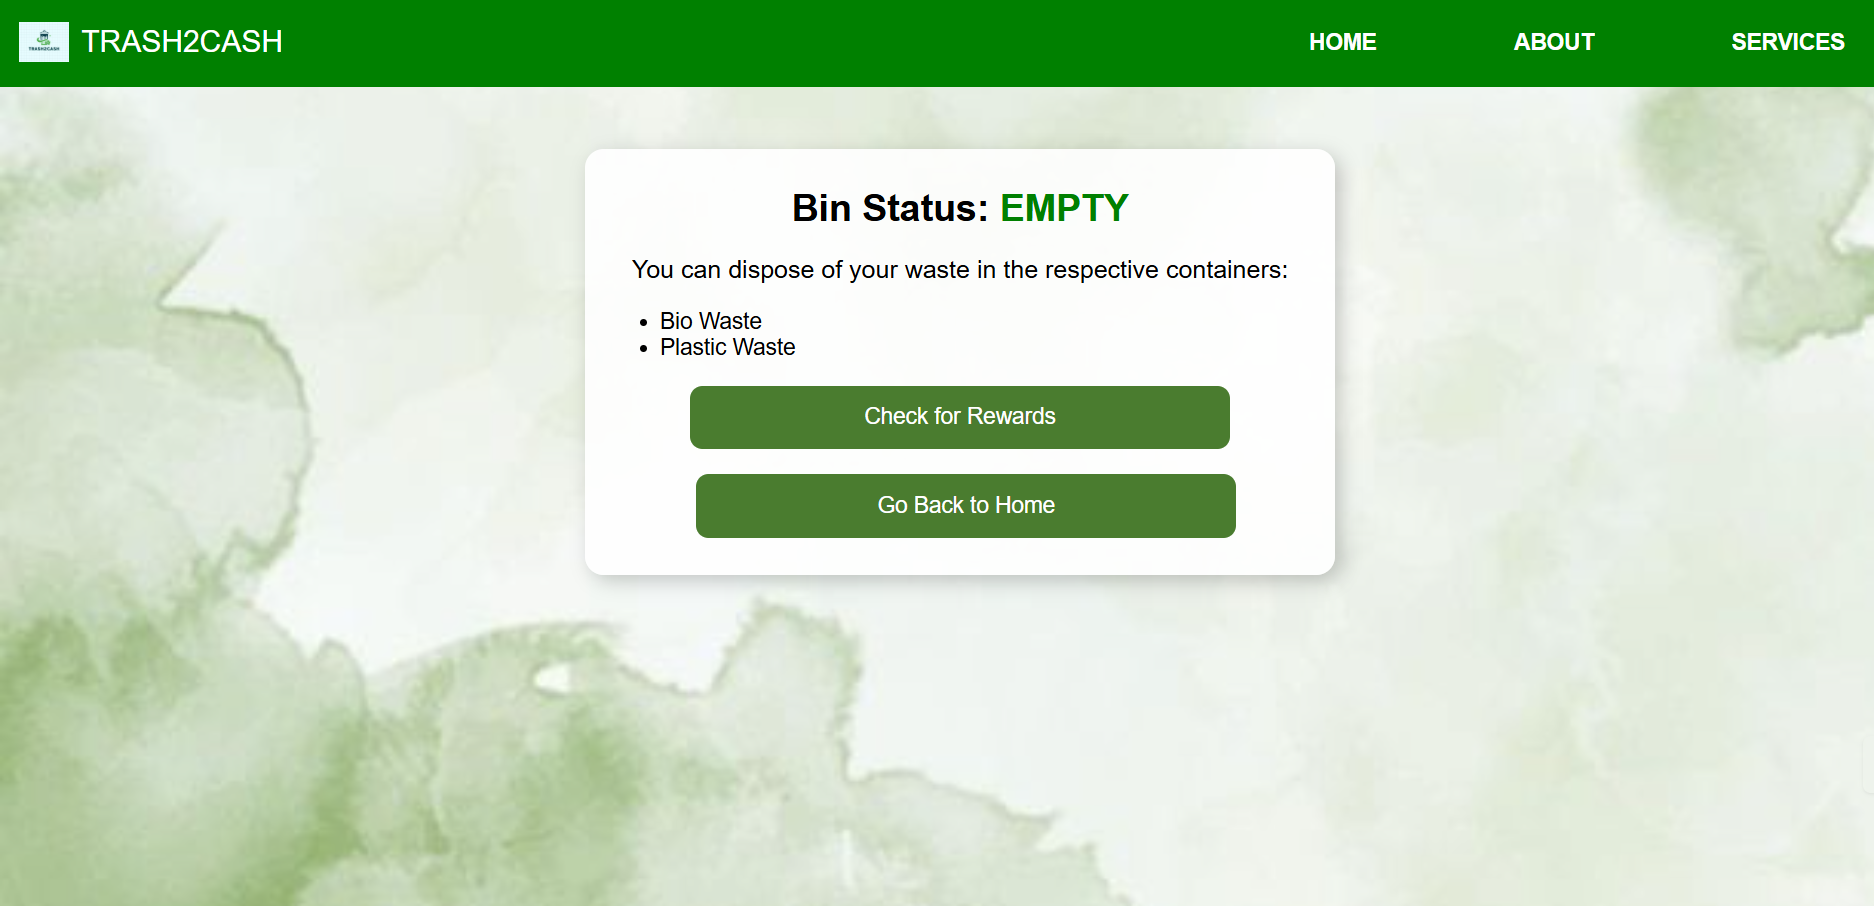 TRASH2CASH
TRASH2CASH
HOME
ABOUT
SERVICES
Bin Status: EMPTY
You can dispose of your waste in the respective containers:
• Bio Waste
• Plastic Waste
Check for Rewards
Go Back to Home